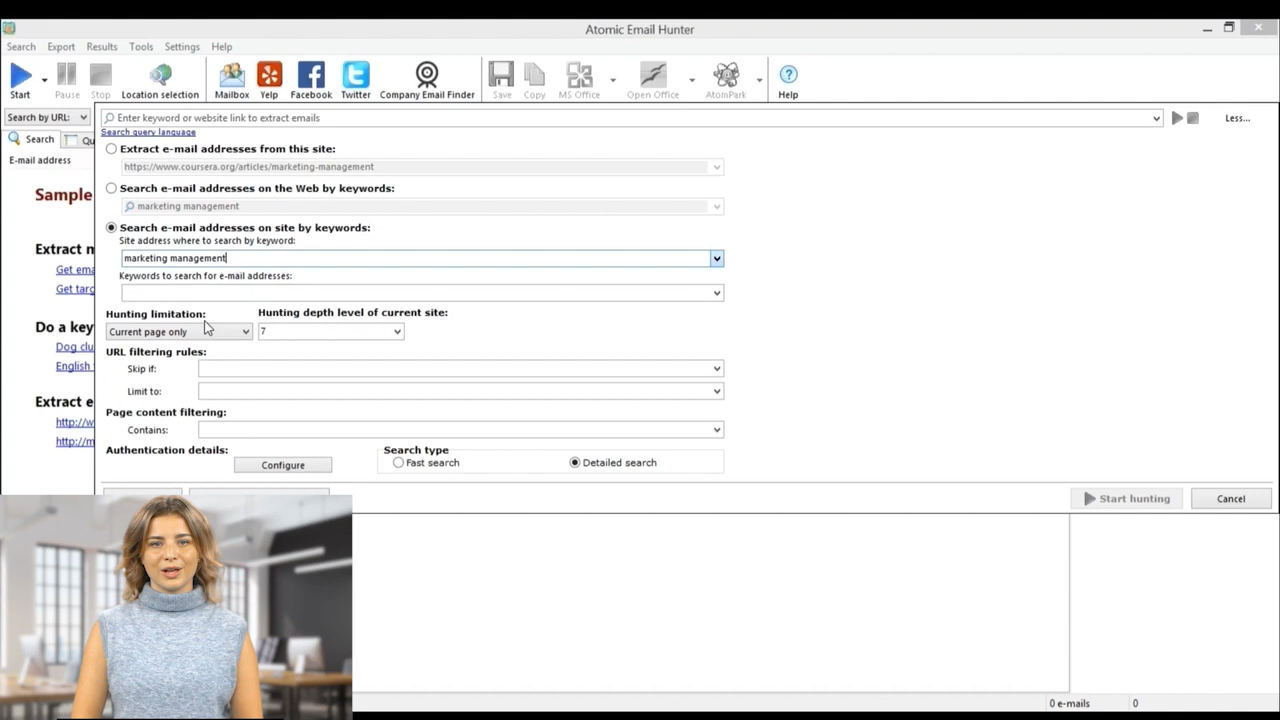 Atomic Email Hunter
Search Export Results Tools Settings Help
Start Pause Stop Location selection Mailbox Yelp Facebook Twitter Company Email Finder Save Copy MS Office Open Office AtomPark Help
Search by URL: Enter keyword or website link to extract emails Less...
Search query language
Search Qu
E-mail address
Extract e-mail addresses from this site:
https://www.coursera.org/articles/marketing-management
Search e-mail addresses on the Web by keywords:
Sample
marketing management
Search e-mail addresses on site by keywords:
Site address where to search by keyword:
Extract m
marketing management
Get ema
Keywords to search for e-mail addresses:
Get targ
Hunting limitation: Hunting depth level of current site:
Do a key
Current page only 7
Dog clu
URL filtering rules:
English
Skip if:
Limit to:
Extract e
Page content filtering:
http://w
Contains:
http://m
Authentication details: Search type
Configure Fast search Detailed search
Start hunting Cancel
0 e-mails 0